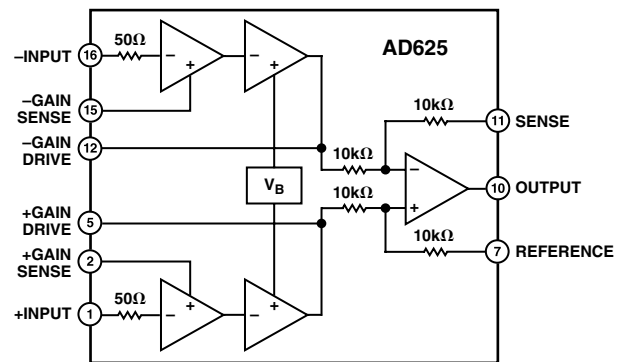 AD625
–INPUT
16
50Ω
–
+
–
+
–GAIN
SENSE
15
–GAIN
DRIVE
12
10kΩ
11
SENSE
10kΩ
–
+
10
OUTPUT
VB
10kΩ
+GAIN
DRIVE
5
10kΩ
7
REFERENCE
+GAIN
SENSE
2
+INPUT
1
50Ω
–
+
–
+